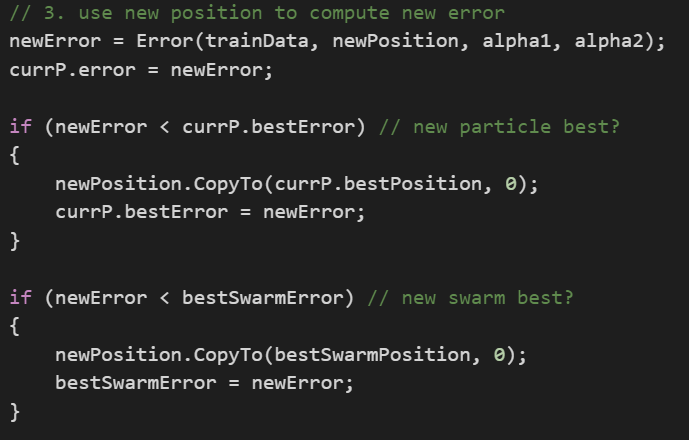 // 3. use new position to compute new error
newError = Error(trainData, newPosition, alpha1, alpha2);
currP.error = newError;

if (newError < currP.bestError) // new particle best?
{
    newPosition.CopyTo(currP.bestPosition, 0);
    currP.bestError = newError;
}

if (newError < bestSwarmError) // new swarm best?
{
    newPosition.CopyTo(bestSwarmPosition, 0);
    bestSwarmError = newError;
}